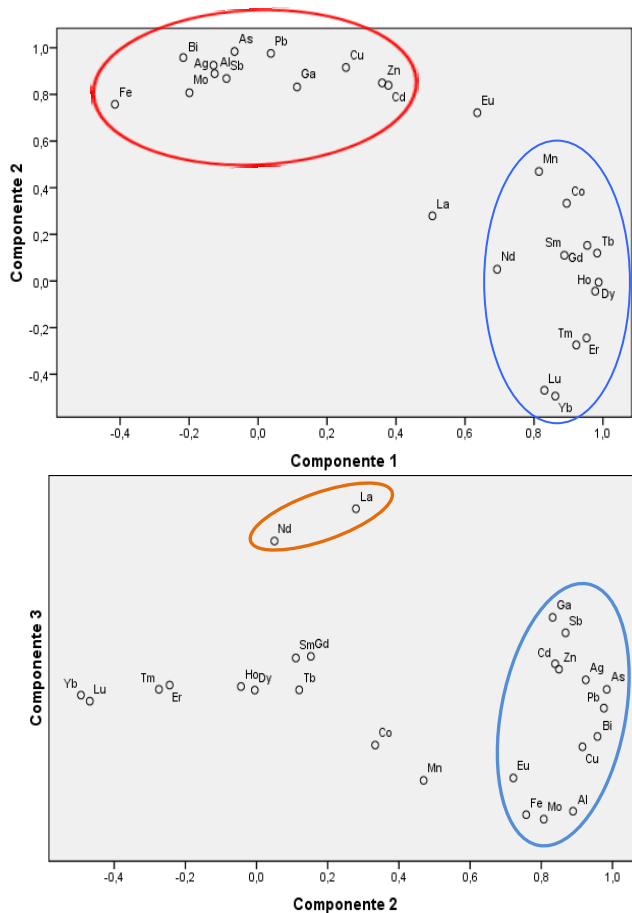 1,0
0,8
0,6
0,4
0,2
0,0
-0,2
-0,4
Componente 2
Bi
As
Pb
Ag
Al
Sb
Mo
Fe
Ga
Cu
Zn
Cd
Eu
La
Mn
Co
Nd
Sm
Gd
Tb
Ho
Dy
Tm
Er
Lu
Yb
-0,4
-0,2
0,0
0,2
0,4
0,6
0,8
1,0
Componente 1
Componente 3
La
Nd
Ga
Sb
Cd
Zn
Ag
As
Pb
Bi
Cu
Eu
Fe
Mo
Al
Sm
Gd
Ho
Dy
Tb
Tm
Er
Yb
Lu
Co
Mn
-0,4
-0,2
0,0
0,2
0,4
0,6
0,8
1,0
Componente 2